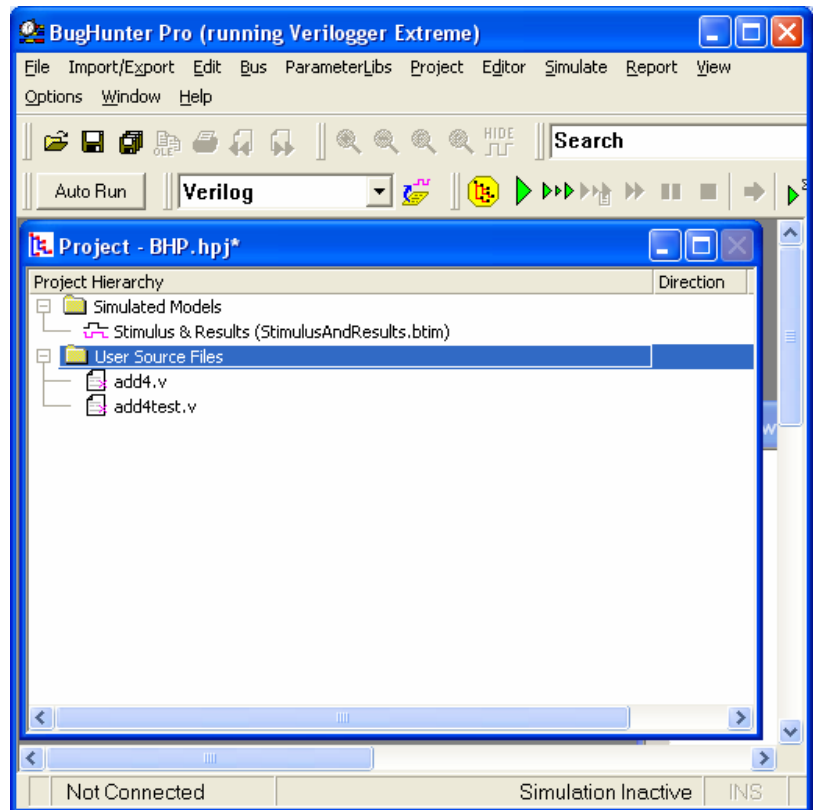 BugHunter Pro (running Verilogger Extreme)
File Import/Export Edit Bus ParameterLibs Project Editor Simulate Report View
Options Window Help
OLE HIDE Search
Auto Run Verilog
Project - BHP.hpj*
Project Hierarchy Direction
Simulated Models
Stimulus & Results (StimulusAndResults.btim)
User Source Files
add4.v
add4test.v
w
Not Connected Simulation Inactive INS